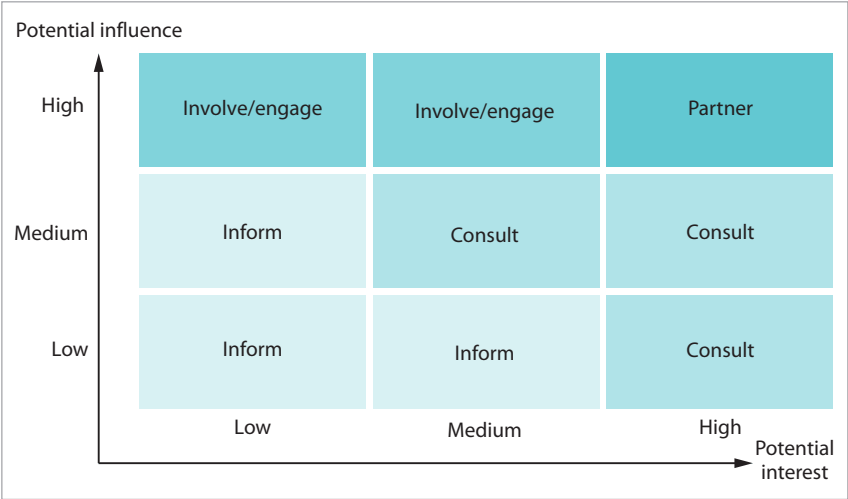 Potential influence
High
Involve/engage
Involve/engage
Partner
Medium
Inform
Consult
Consult
Low
Inform
Inform
Consult
Low
Medium
High
Potential
interest